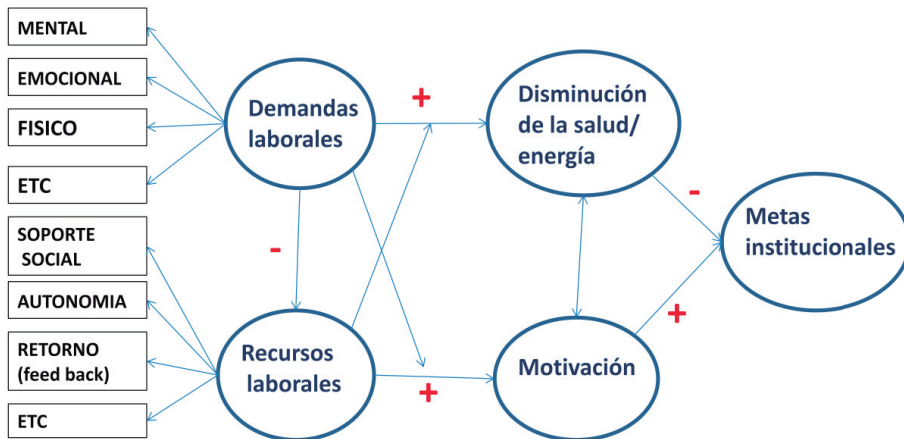 MENTAL
EMOCIONAL
FISICO
ETC
SOPORTE
SOCIAL
AUTONOMIA
RETORNO
(feed back)
ETC
Demandas
laborales
+
-
Recursos
laborales
+
Disminución
de la salud/
energía
Motivación
-
+
Metas
institucionales